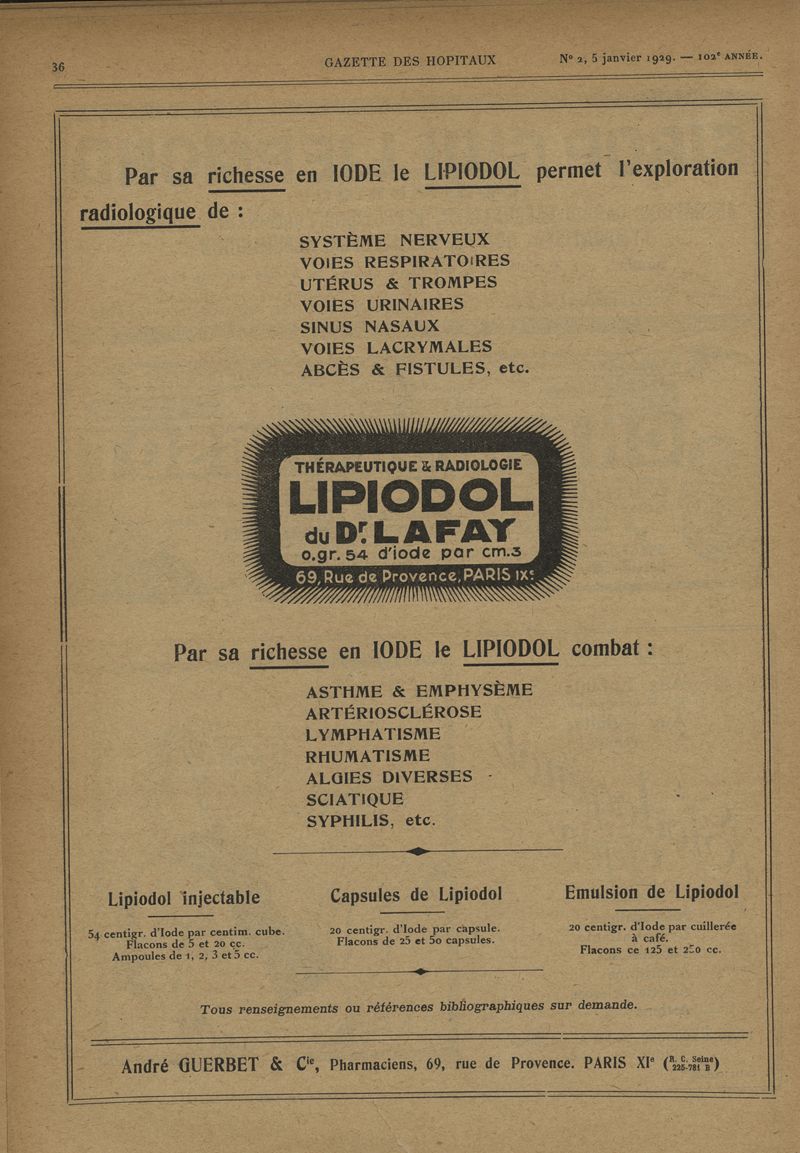 36
GAZETTE DES HOPITAUX
Nº 2, 5 janvier 1929. — 102e ANNÉE.
Par sa richesse en IODE le LIPIODOL permet l'exploration
radiologique de :
SYSTÈME NERVEUX
VOIES RESPIRATOIRES
UTÉRUS & TROMPES
VOIES URINAIRES
SINUS NASAUX
VOIES LACRYMALES
ABCÈS & FISTULES, etc.
THÉRAPEUTIQUE & RADIOLOGIE
LIPIODOL
du Dr. LAFAY
0.gr. 54 d'iode par cm.3
69, Rue de Provence, PARIS IXe
Par sa richesse en IODE le LIPIODOL combat :
ASTHME & EMPHYSÈME
ARTÉRIOSCLÉROSE
LYMPHATISME
RHUMATISME
ALGIES DIVERSES
SCIATIQUE
SYPHILIS, etc.
Lipiodol injectable
54 centigr. d'Iode par centim. cube.
Flacons de 5 et 20 cc.
Ampoules de 1, 2, 3 et 5 cc.
Capsules de Lipiodol
20 centigr. d'Iode par capsule.
Flacons de 25 et 50 capsules.
Emulsion de Lipiodol
20 centigr. d'Iode par cuillerée
à café.
Flacons ce 125 et 250 cc.
Tous renseignements ou références bibliographiques sur demande.
André GUERBET & Cie, Pharmaciens, 69, rue de Provence. PARIS XIe (R. C. Seine 225-781 B)